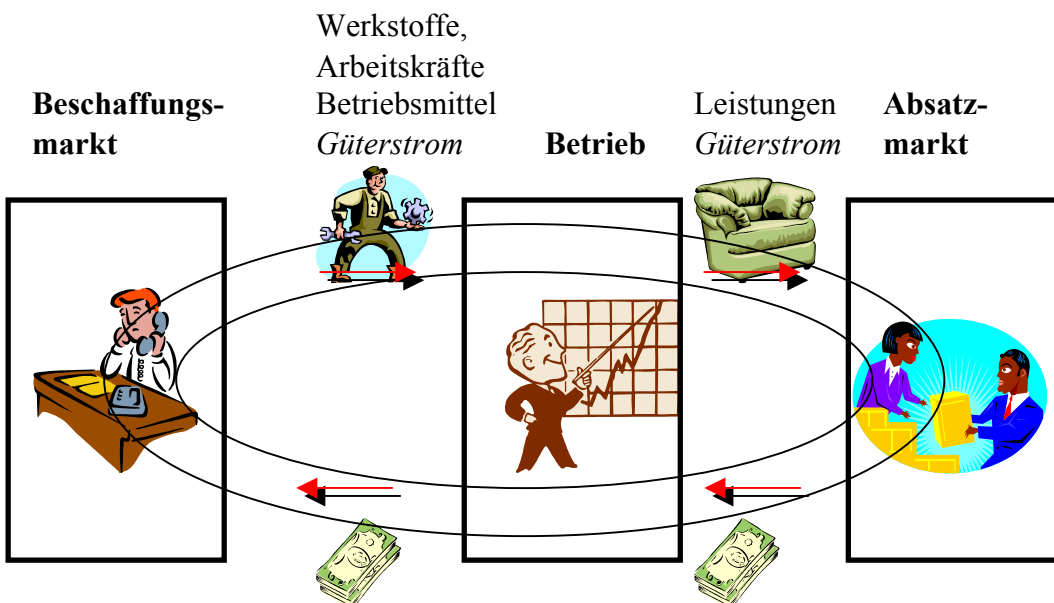 Werkstoffe,
Arbeitskräfte
Betriebsmittel
Güterstrom
Beschaffungs-
markt
Betrieb
Leistungen
Güterstrom
Absatz-
markt